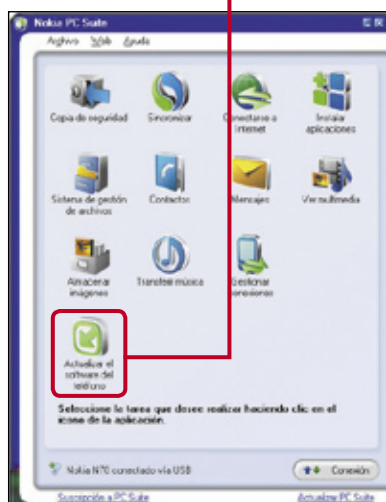 Nokia PC Suite
Archivo Web Ayuda
Copia de seguridad
Sincronizar
Conectarse a
Internet
Instalar
aplicaciones
Sistema de gestión
de archivos
Contactos
Mensajes
Ver multimedia
Almacenar
imágenes
Transferir música
Gestionar
conexiones
Actualizar el
software del
teléfono
Seleccione la tarea que desee realizar haciendo clic en el
icono de la aplicación.
Nokia N70 conectado vía USB
Conexión
Suscripción a PC Suite
Actualizar PC Suite